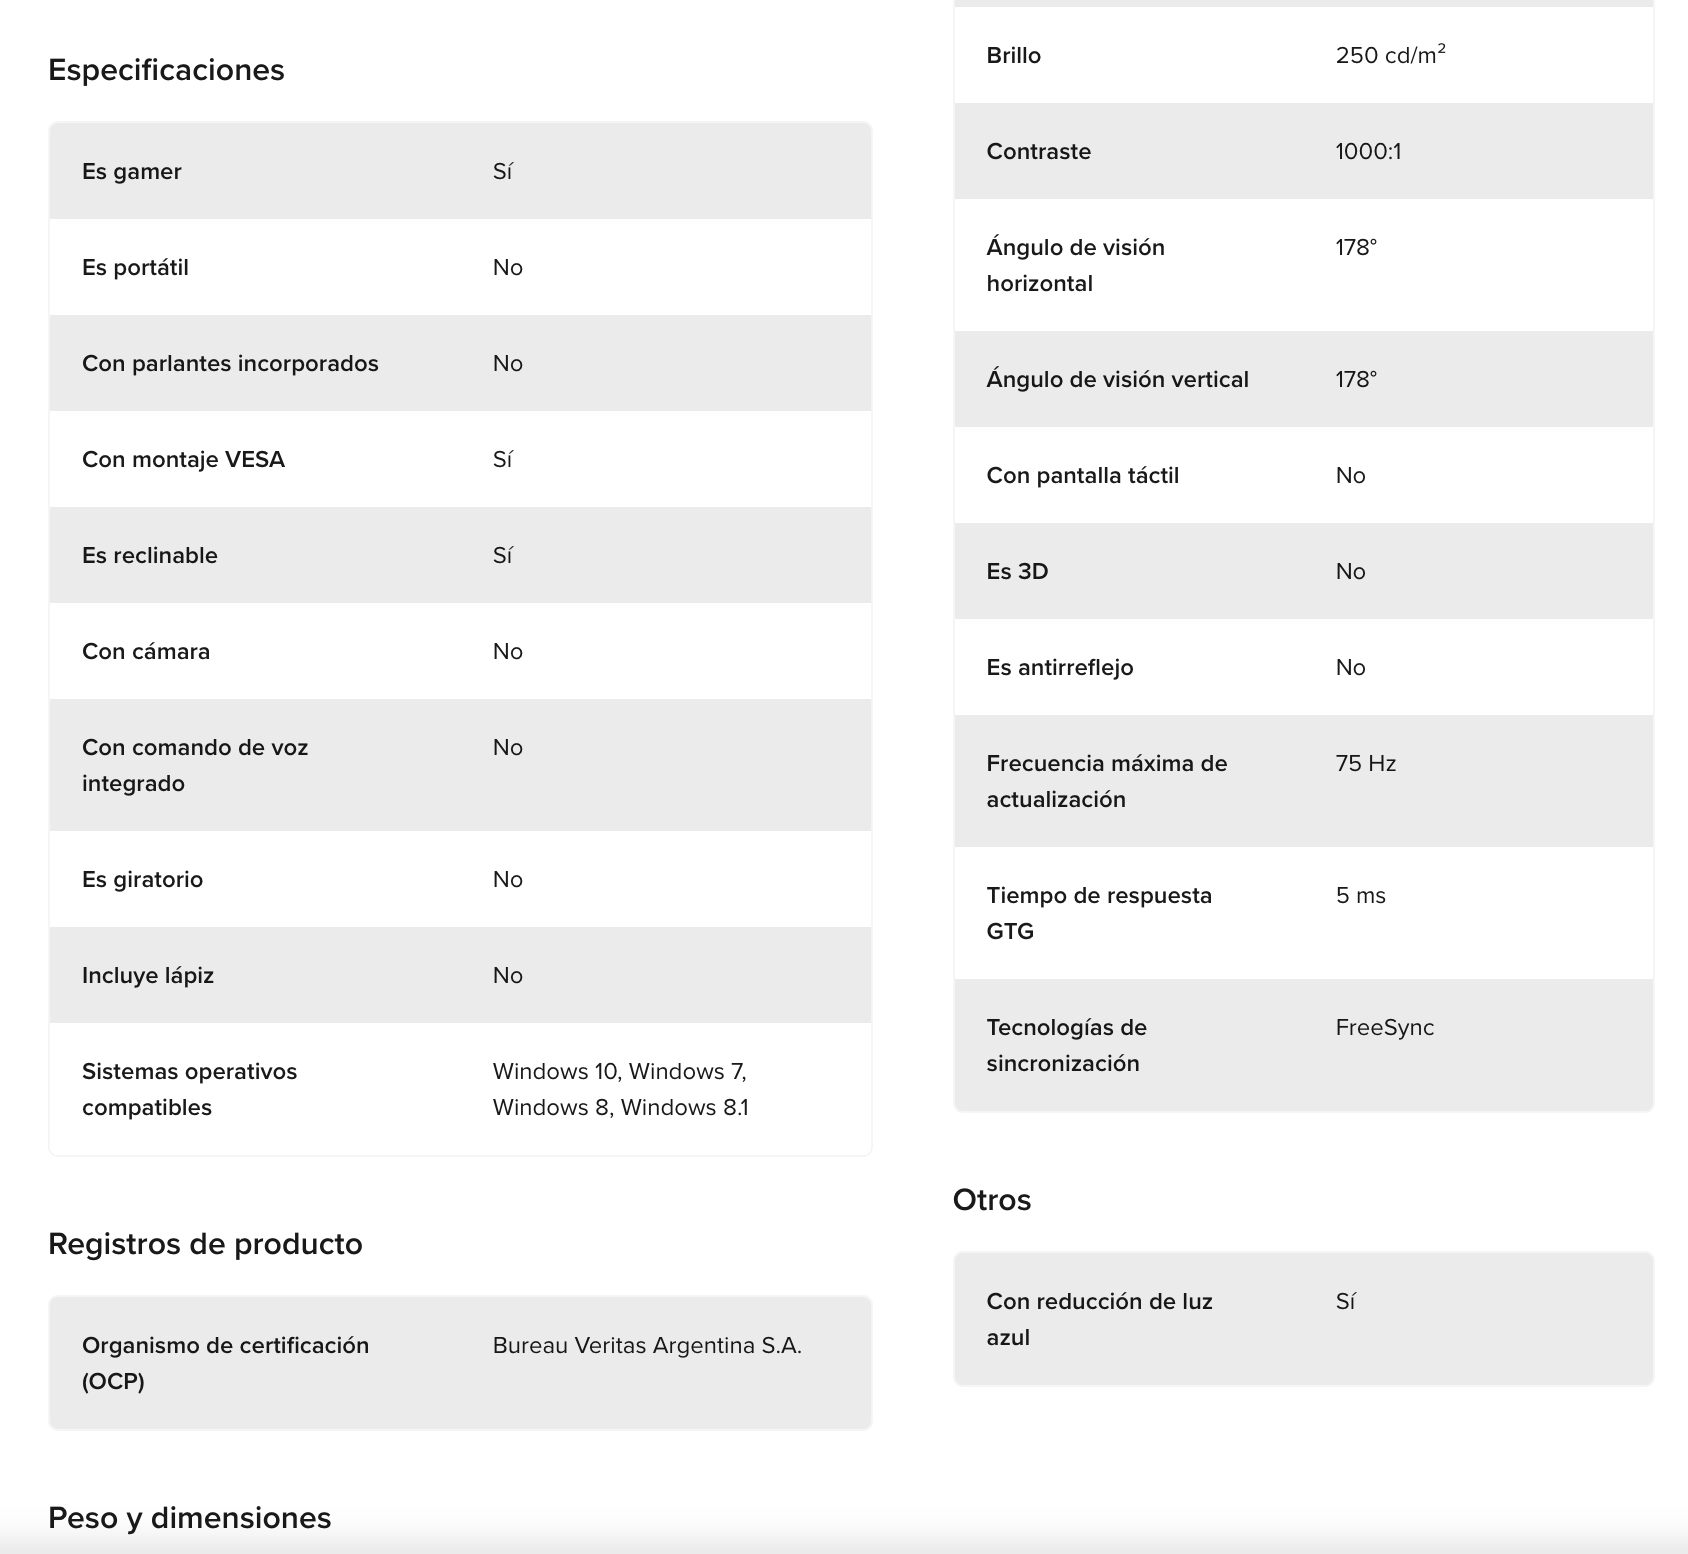 Especificaciones
Es gamer Sí
Es portátil No
Con parlantes incorporados No
Con montaje VESA Sí
Es reclinable Sí
Con cámara No
Con comando de voz No
integrado
Es giratorio No
Incluye lápiz No
Sistemas operativos Windows 10, Windows 7,
compatibles Windows 8, Windows 8.1
Registros de producto
Organismo de certificación Bureau Veritas Argentina S.A.
(OCP)
Peso y dimensiones
Brillo 250 cd/m²
Contraste 1000:1
Ángulo de visión 178°
horizontal
Ángulo de visión vertical 178°
Con pantalla táctil No
Es 3D No
Es antirreflejo No
Frecuencia máxima de 75 Hz
actualización
Tiempo de respuesta 5 ms
GTG
Tecnologías de FreeSync
sincronización
Otros
Con reducción de luz Sí
azul